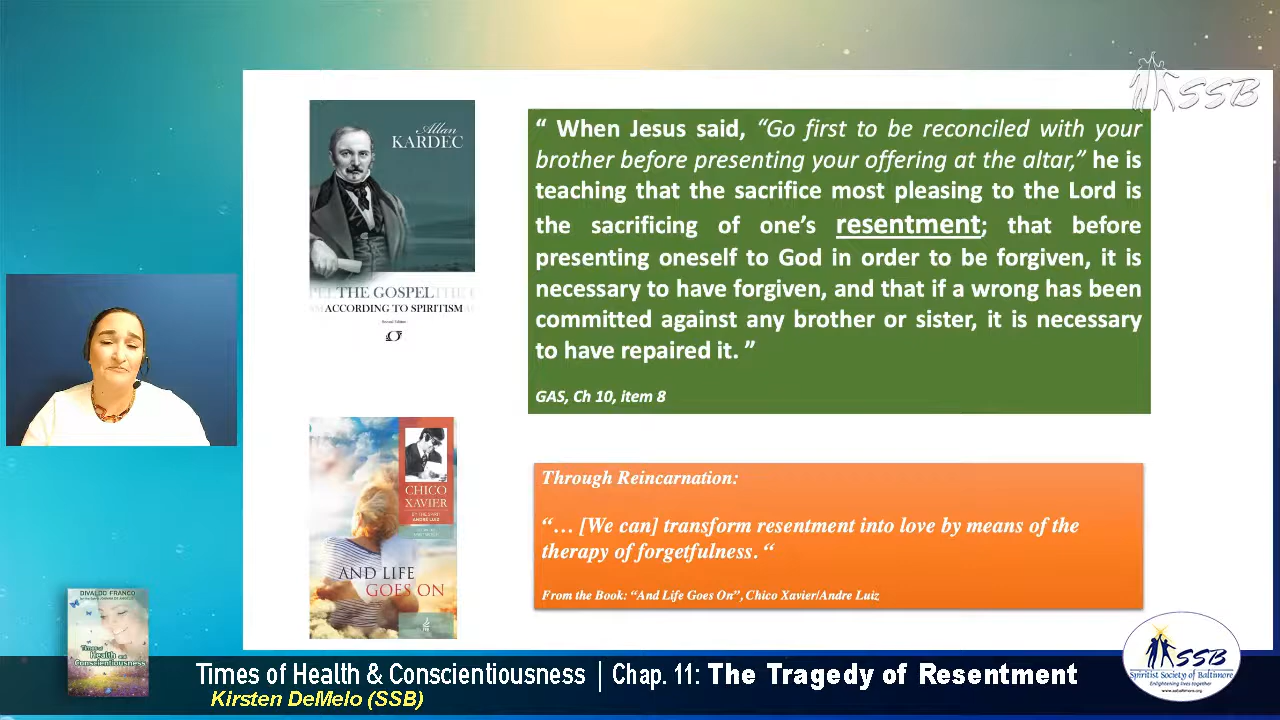 SSB
Allan
KARDEC
THE GOSPEL
ACCORDING TO SPIRITISM
“ When Jesus said, “Go first to be reconciled with your
brother before presenting your offering at the altar,” he is
teaching that the sacrifice most pleasing to the Lord is
the sacrificing of one’s resentment; that before
presenting oneself to God in order to be forgiven, it is
necessary to have forgiven, and that if a wrong has been
committed against any brother or sister, it is necessary
to have repaired it. ”
GAS, Ch 10, item 8
CHICO
XAVIER
AND LIFE
GOES ON
Through Reincarnation:
“… [We can] transform resentment into love by means of the
therapy of forgetfulness. “
From the Book: “And Life Goes On”, Chico Xavier/Andre Luiz
DIVALDO FRANCO
Times of
Health and
Conscientiousness
Times of Health & Conscientiousness | Chap. 11: The Tragedy of Resentment
Kirsten DeMelo (SSB)
SSB
Spiritist Society of Baltimore
Enlightening lives together
www.ssbaltimore.org